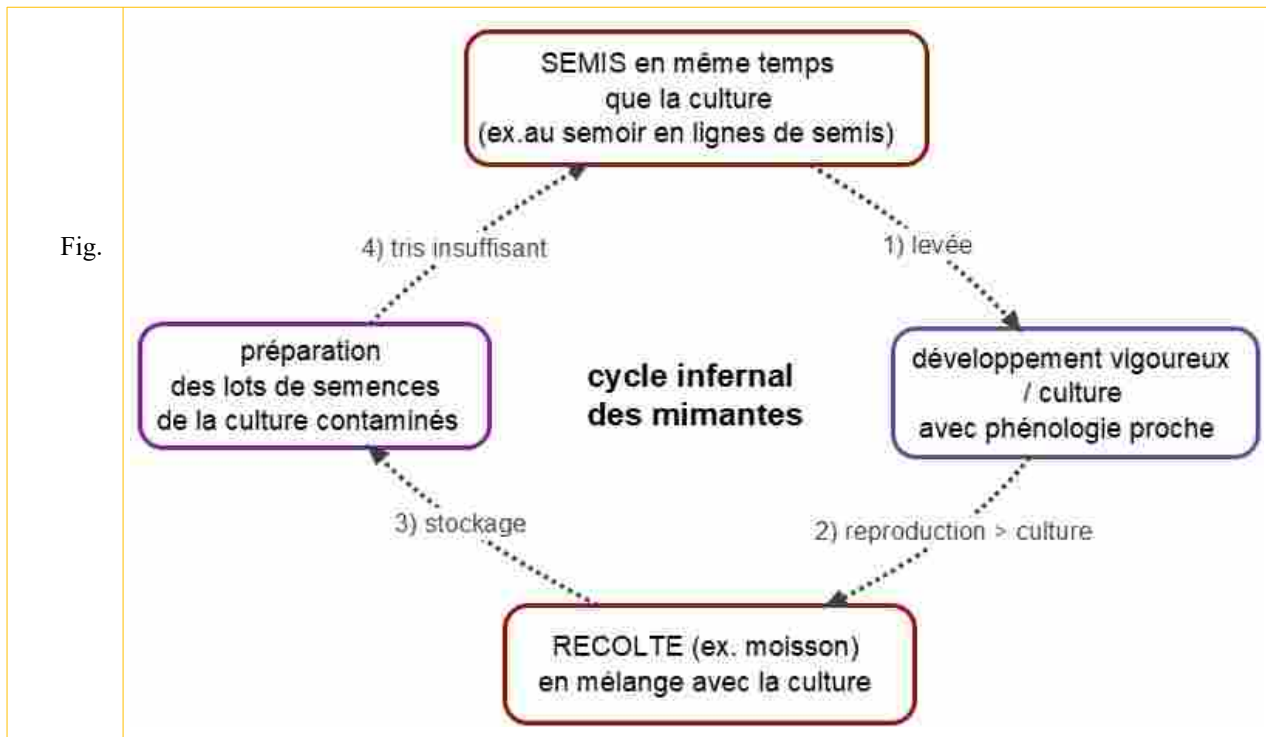 SEMIS en même temps
que la culture
(ex.au semoir en lignes de semis)
Fig.
4) tris insuffisant
1) levée
préparation
des lots de semences
de la culture contaminés
cycle infernal
des mimantes
développement vigoureux
/ culture
avec phénologie proche
3) stockage
2) reproduction > culture
RECOLTE (ex. moisson)
en mélange avec la culture